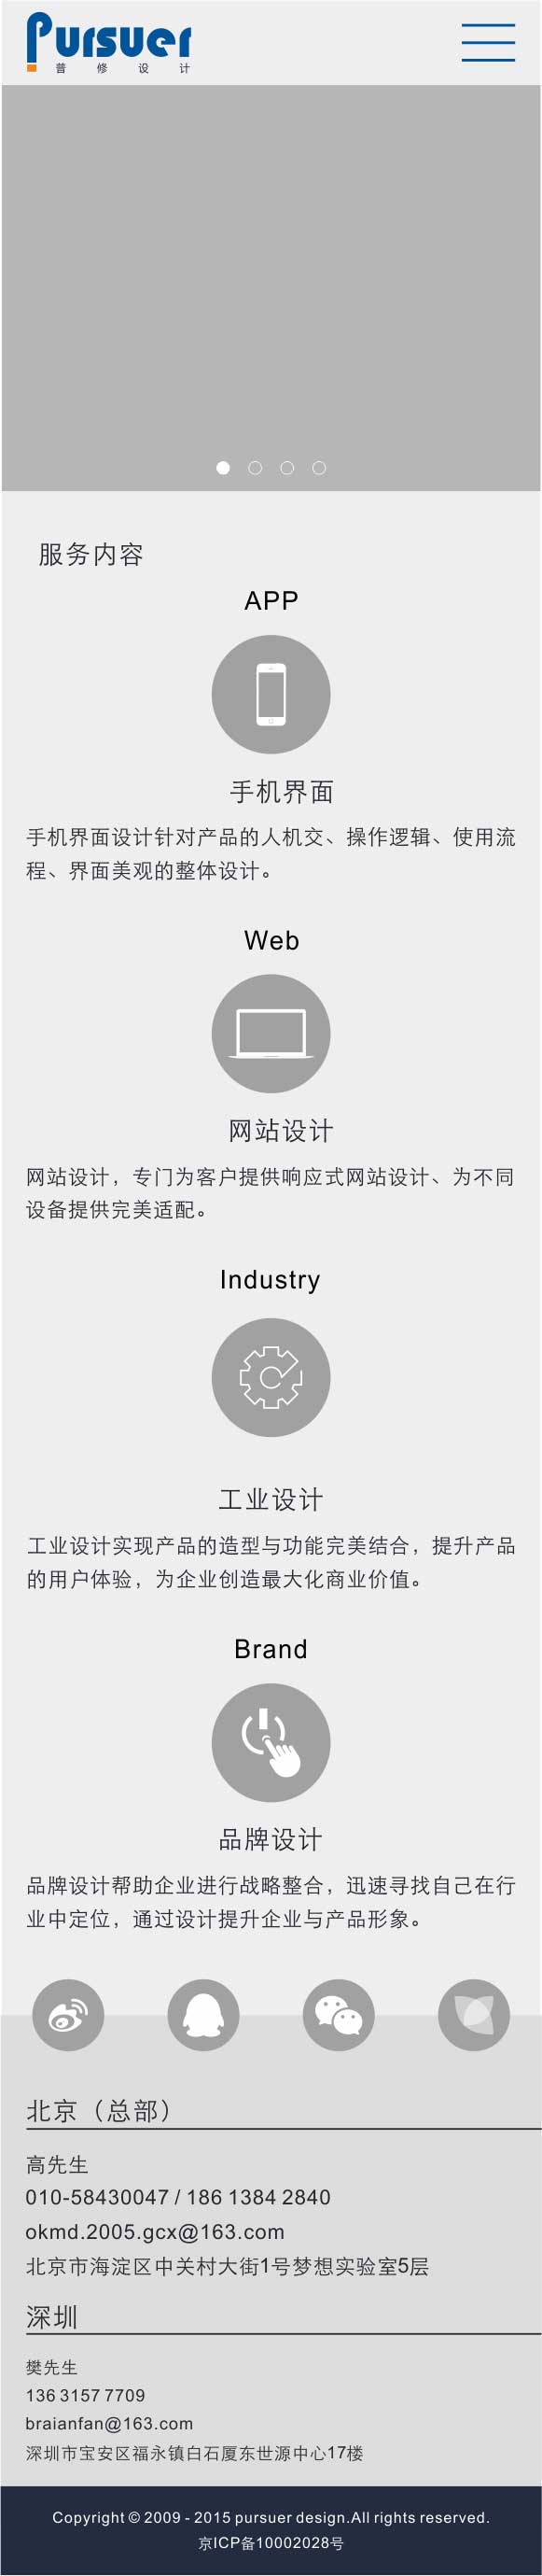 Pursuer
普修设计
服务内容
APP
手机界面
手机界面设计针对产品的人机交、操作逻辑、使用流
程、界面美观的整体设计。
Web
网站设计
网站设计，专门为客户提供响应式网站设计、为不同
设备提供完美适配。
Industry
工业设计
工业设计实现产品的造型与功能完美结合，提升产品
的用户体验，为企业创造最大化商业价值。
Brand
品牌设计
品牌设计帮助企业进行战略整合，迅速寻找自己在行
业中定位，通过设计提升企业与产品形象。
北京（总部）
高先生
010-58430047 / 186 1384 2840
okmd.2005.gcx@163.com
北京市海淀区中关村大街1号梦想实验室5层
深圳
樊先生
136 3157 7709
braianfan@163.com
深圳市宝安区福永镇白石厦东世源中心17楼
Copyright © 2009 - 2015 pursuer design.All rights reserved.
京ICP备10002028号